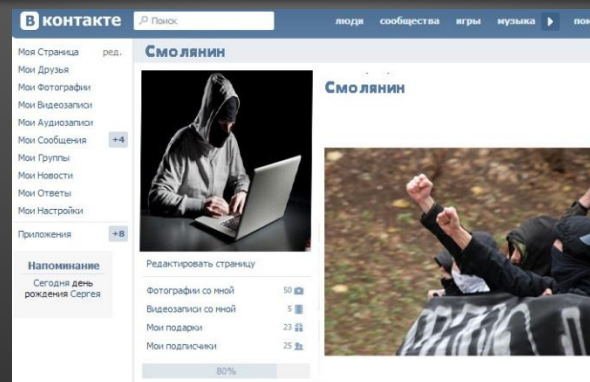 В контакте Поиск люди сообщества игры музыка
Моя Страница ред.
Мои Друзья
Мои Фотографии
Мои Видеозаписи
Мои Аудиозаписи
Мои Сообщения +4
Мои Группы
Мои Новости
Мои Ответы
Мои Настройки
Приложения +8
Напоминание
Сегодня день
рождения Сергея
Смолянин
Редактировать страницу
Фотографии со мной 50
Видеозаписи со мной 5
Мои подарки 23
Мои подписчики 25
80%
Смолянин